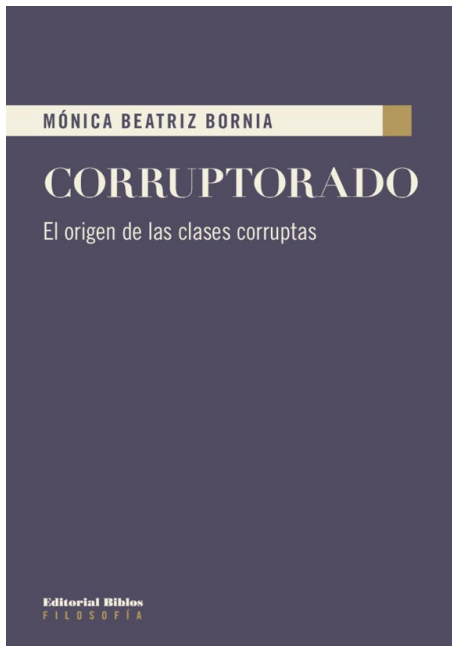 MÓNICA BEATRIZ BORNIA
CORRUPTORADO
El origen de las clases corruptas
Editorial Biblos
FILOSOFÍA